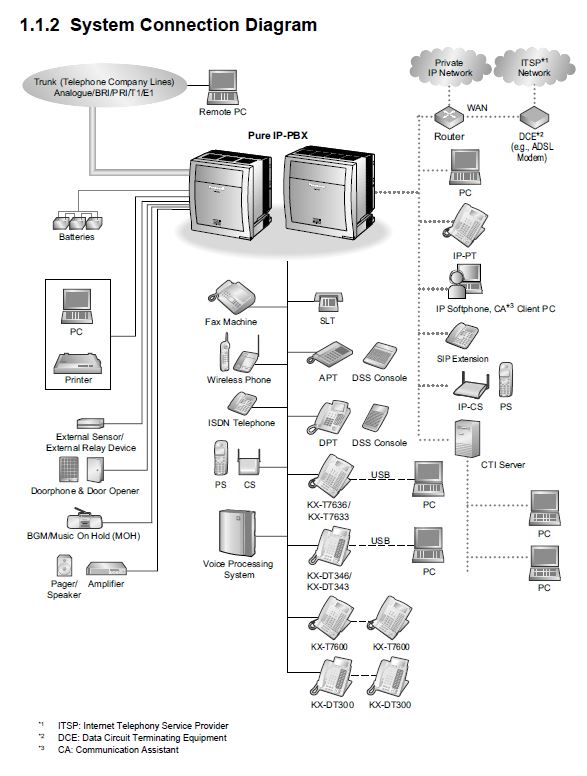 1.1.2 System Connection Diagram
Trunk (Telephone Company Lines)
Analogue/BRI/PRI/T1/E1
Remote PC
Private
IP Network
ITSP*1
Network
WAN
Router
DCE*2
(e.g., ADSL
Modem)
Pure IP-PBX
PC
Batteries
IP-PT
IP Softphone, CA*3 Client PC
PC
Printer
Fax Machine
SLT
SIP Extension
Wireless Phone
APT
DSS Console
IP-CS
PS
ISDN Telephone
DPT
DSS Console
External Sensor/
External Relay Device
CTI Server
Doorphone & Door Opener
PS
CS
USB
KX-T7636/
KX-T7633
PC
PC
BGM/Music On Hold (MOH)
Voice Processing
System
USB
KX-DT346/
KX-DT343
PC
PC
Pager/
Speaker
Amplifier
KX-T7600
KX-T7600
KX-DT300
KX-DT300
*1 ITSP: Internet Telephony Service Provider
*2 DCE: Data Circuit Terminating Equipment
*3 CA: Communication Assistant